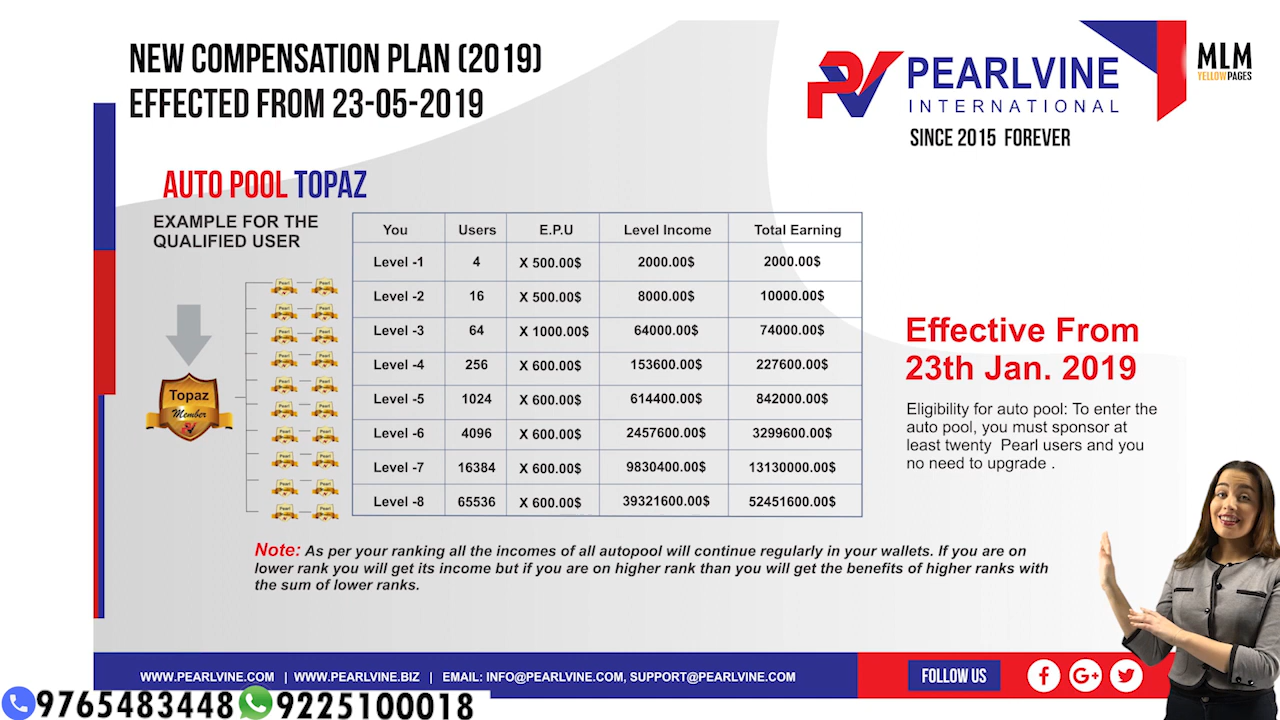 NEW COMPENSATION PLAN (2019)
EFFECTED FROM 23-05-2019
PEARLVINE
INTERNATIONAL
SINCE 2015 FOREVER
MLM
YELLOWPAGES
AUTO POOL TOPAZ
EXAMPLE FOR THE
QUALIFIED USER
Topaz
Member
You Users E.P.U Level Income Total Earning
Level -1 4 X 500.00$ 2000.00$ 2000.00$
Level -2 16 X 500.00$ 8000.00$ 10000.00$
Level -3 64 X 1000.00$ 64000.00$ 74000.00$
Level -4 256 X 600.00$ 153600.00$ 227600.00$
Level -5 1024 X 600.00$ 614400.00$ 842000.00$
Level -6 4096 X 600.00$ 2457600.00$ 3299600.00$
Level -7 16384 X 600.00$ 9830400.00$ 13130000.00$
Level -8 65536 X 600.00$ 39321600.00$ 52451600.00$
Effective From
23th Jan. 2019
Eligibility for auto pool: To enter the
auto pool, you must sponsor at
least twenty Pearl users and you
no need to upgrade .
Note: As per your ranking all the incomes of all autopool will continue regularly in your wallets. If you are on
lower rank you will get its income but if you are on higher rank than you will get the benefits of higher ranks with
the sum of lower ranks.
WWW.PEARLVINE.COM | WWW.PEARLVINE.BIZ | EMAIL: INFO@PEARLVINE.COM, SUPPORT@PEARLVINE.COM
FOLLOW US
9765483448 9225100018